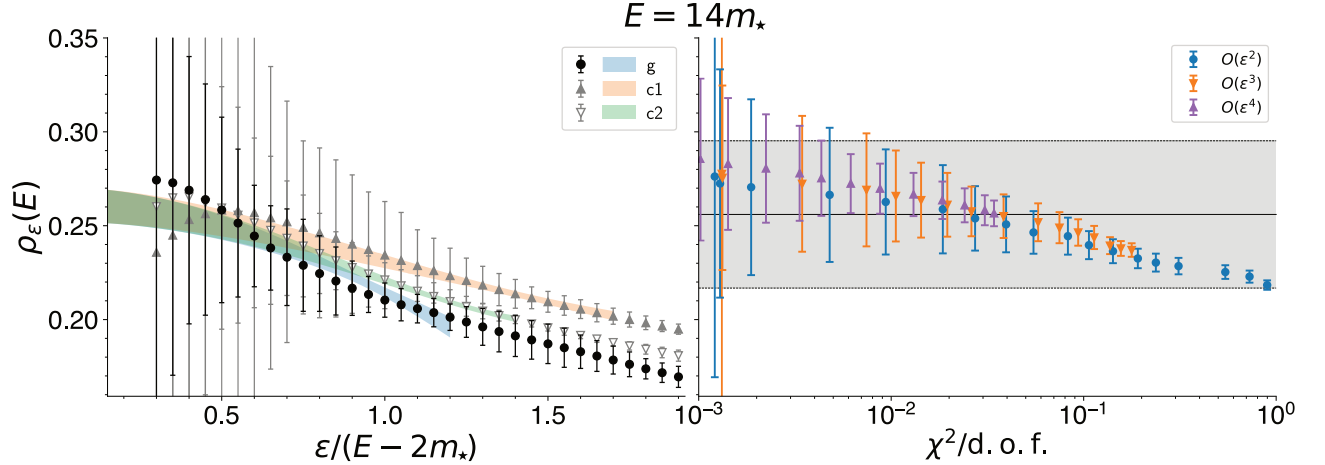 E = 14m⋆
0.35
0.30
0.25
0.20
ρε(E)
g
c1
c2
0.5
1.0
1.5
ε/(E − 2m⋆)
O(ε²)
O(ε³)
O(ε⁴)
10⁻³
10⁻²
10⁻¹
10⁰
χ²/d. o. f.